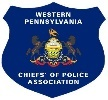 WESTERN
PENNSYLVANIA
CHIEFS' OF POLICE
ASSOCIATION